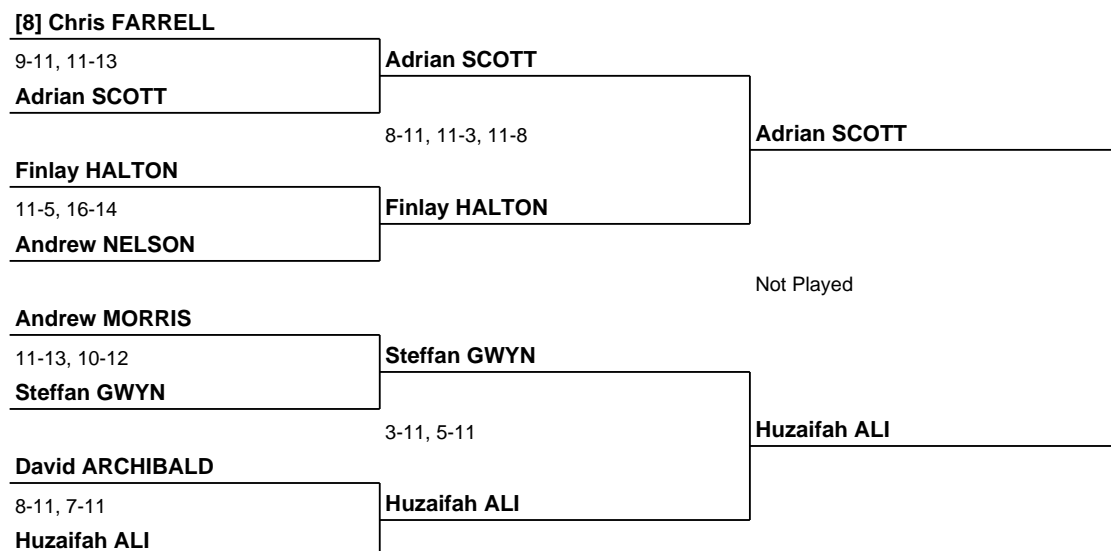 [8] Chris FARRELL
9-11, 11-13
Adrian SCOTT
Adrian SCOTT
8-11, 11-3, 11-8
Adrian SCOTT
Finlay HALTON
11-5, 16-14
Finlay HALTON
Andrew NELSON
Not Played
Andrew MORRIS
11-13, 10-12
Steffan GWYN
Steffan GWYN
3-11, 5-11
Huzaifah ALI
David ARCHIBALD
8-11, 7-11
Huzaifah ALI
Huzaifah ALI